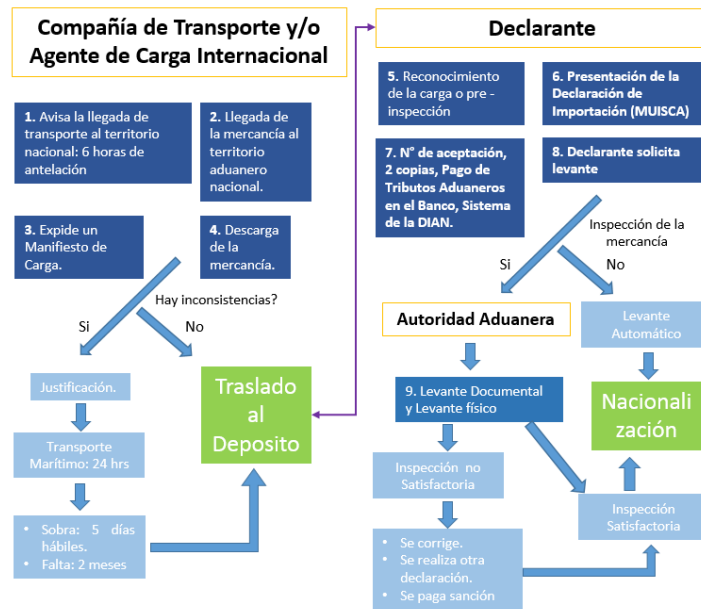 Compañía de Transporte y/o
Agente de Carga Internacional
1. Avisa la llegada de
transporte al territorio
nacional: 6 horas de
antelación
2. Llegada de
la mercancía al
territorio
aduanero
nacional.
3. Expide un
Manifiesto de
Carga.
4. Descarga
de la
mercancía.
Hay inconsistencias?
Si
No
Justificación.
Transporte
Marítimo: 24 hrs
• Sobra: 5 días
hábiles.
• Falta: 2 meses
Traslado
al
Deposito
Declarante
5. Reconocimiento
de la carga o pre -
inspección
6. Presentación de la
Declaración de
Importación (MUISCA)
7. N° de aceptación,
2 copias, Pago de
Tributos Aduaneros
en el Banco, Sistema
de la DIAN.
8. Declarante solicita
levante
Inspección de la
mercancía
Si
No
Autoridad Aduanera
Levante
Automático
9. Levante Documental
y Levante físico
Nacionali
zación
Inspección no
Satisfactoria
Inspección
Satisfactoria
• Se corrige.
• Se realiza otra
declaración.
• Se paga sanción